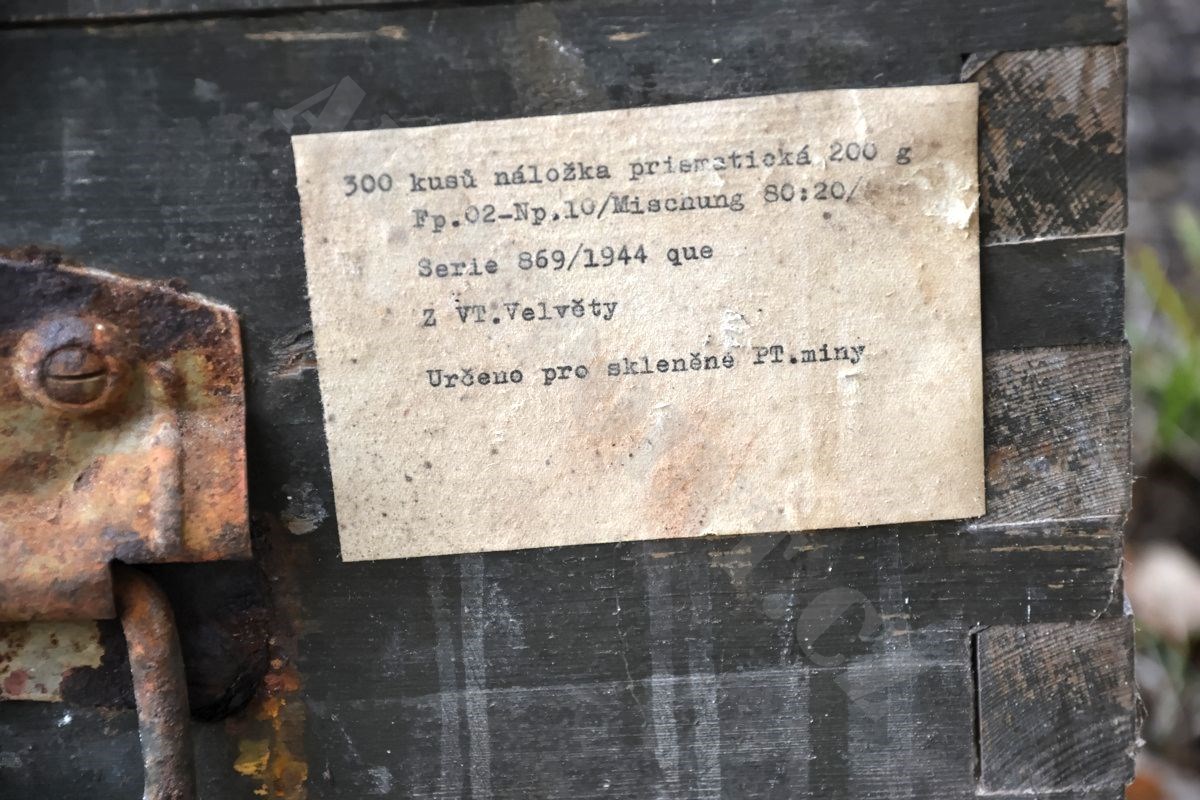 300 kusů náložka prismatická 200 g
Fp.02-Np.10/Mischung 80:20/
Serie 869/1944 que
Z VT.Velvěty
Určeno pro skleněné PT.miny